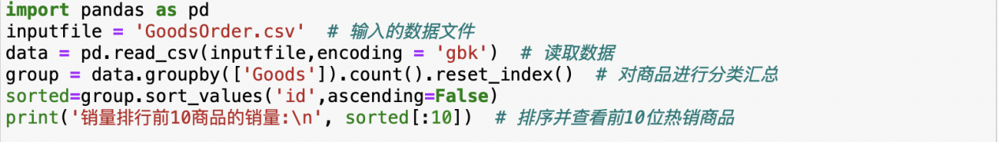 import pandas as pd
inputfile = 'GoodsOrder.csv'  # 输入的数据文件
data = pd.read_csv(inputfile,encoding = 'gbk')  # 读取数据
group = data.groupby(['Goods']).count().reset_index()  # 对商品进行分类汇总
sorted=group.sort_values('id',ascending=False)
print('销量排行前10商品的销量:\n', sorted[:10])  # 排序并查看前10位热销商品